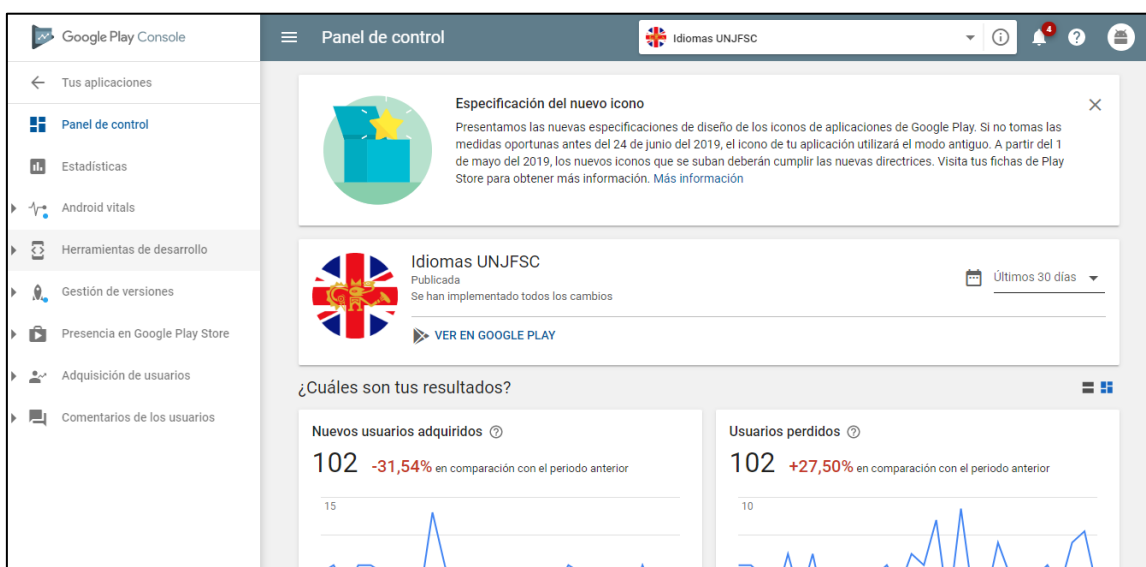 Google Play Console
Panel de control
Idiomas UNJFSC
4
Tus aplicaciones
Panel de control
Estadísticas
Android vitals
Herramientas de desarrollo
Gestión de versiones
Presencia en Google Play Store
Adquisición de usuarios
Comentarios de los usuarios
Especificación del nuevo icono
Presentamos las nuevas especificaciones de diseño de los iconos de aplicaciones de Google Play. Si no tomas las
medidas oportunas antes del 24 de junio del 2019, el icono de tu aplicación utilizará el modo antiguo. A partir del 1
de mayo del 2019, los nuevos iconos que se suban deberán cumplir las nuevas directrices. Visita tus fichas de Play
Store para obtener más información. Más información
Idiomas UNJFSC
Publicada
Se han implementado todos los cambios
Últimos 30 días
VER EN GOOGLE PLAY
¿Cuáles son tus resultados?
Nuevos usuarios adquiridos
102 -31,54% en comparación con el periodo anterior
15
Usuarios perdidos
102 +27,50% en comparación con el periodo anterior
10